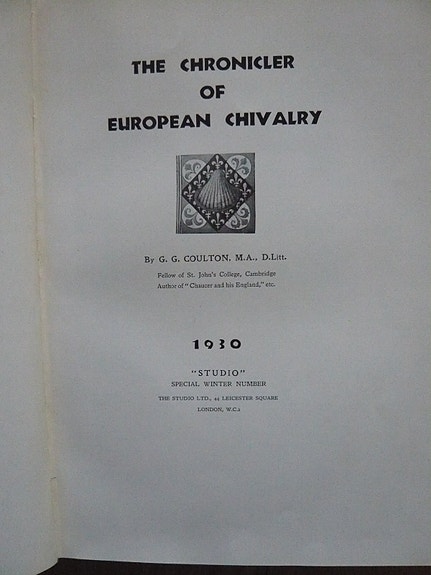 THE CHRONICLER
OF
EUROPEAN CHIVALRY
By G. G. COULTON, M.A., D.Litt.
Fellow of St. John's College, Cambridge
Author of "Chaucer and his England," etc.
1930
"STUDIO"
SPECIAL WINTER NUMBER
THE STUDIO LTD., 44 LEICESTER SQUARE
LONDON, W.C.2